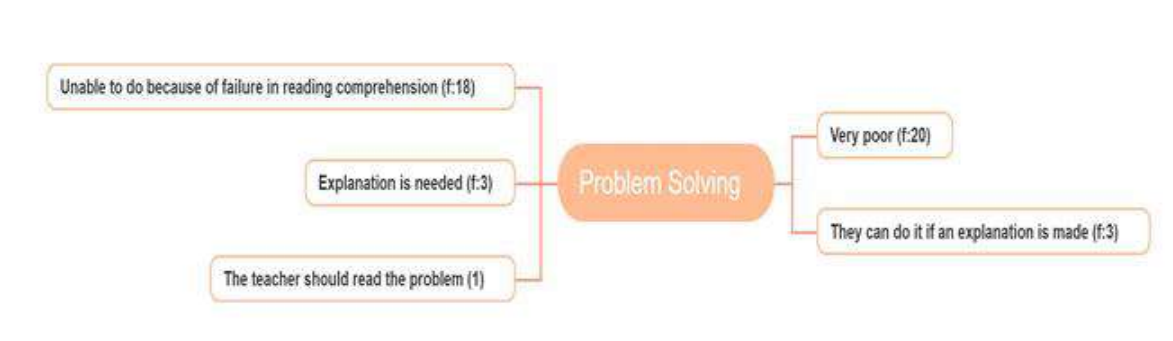 Unable to do because of failure in reading comprehension (f:18)
Explanation is needed (f:3)
The teacher should read the problem (1)
Problem Solving
Very poor (f:20)
They can do it if an explanation is made (f:3)